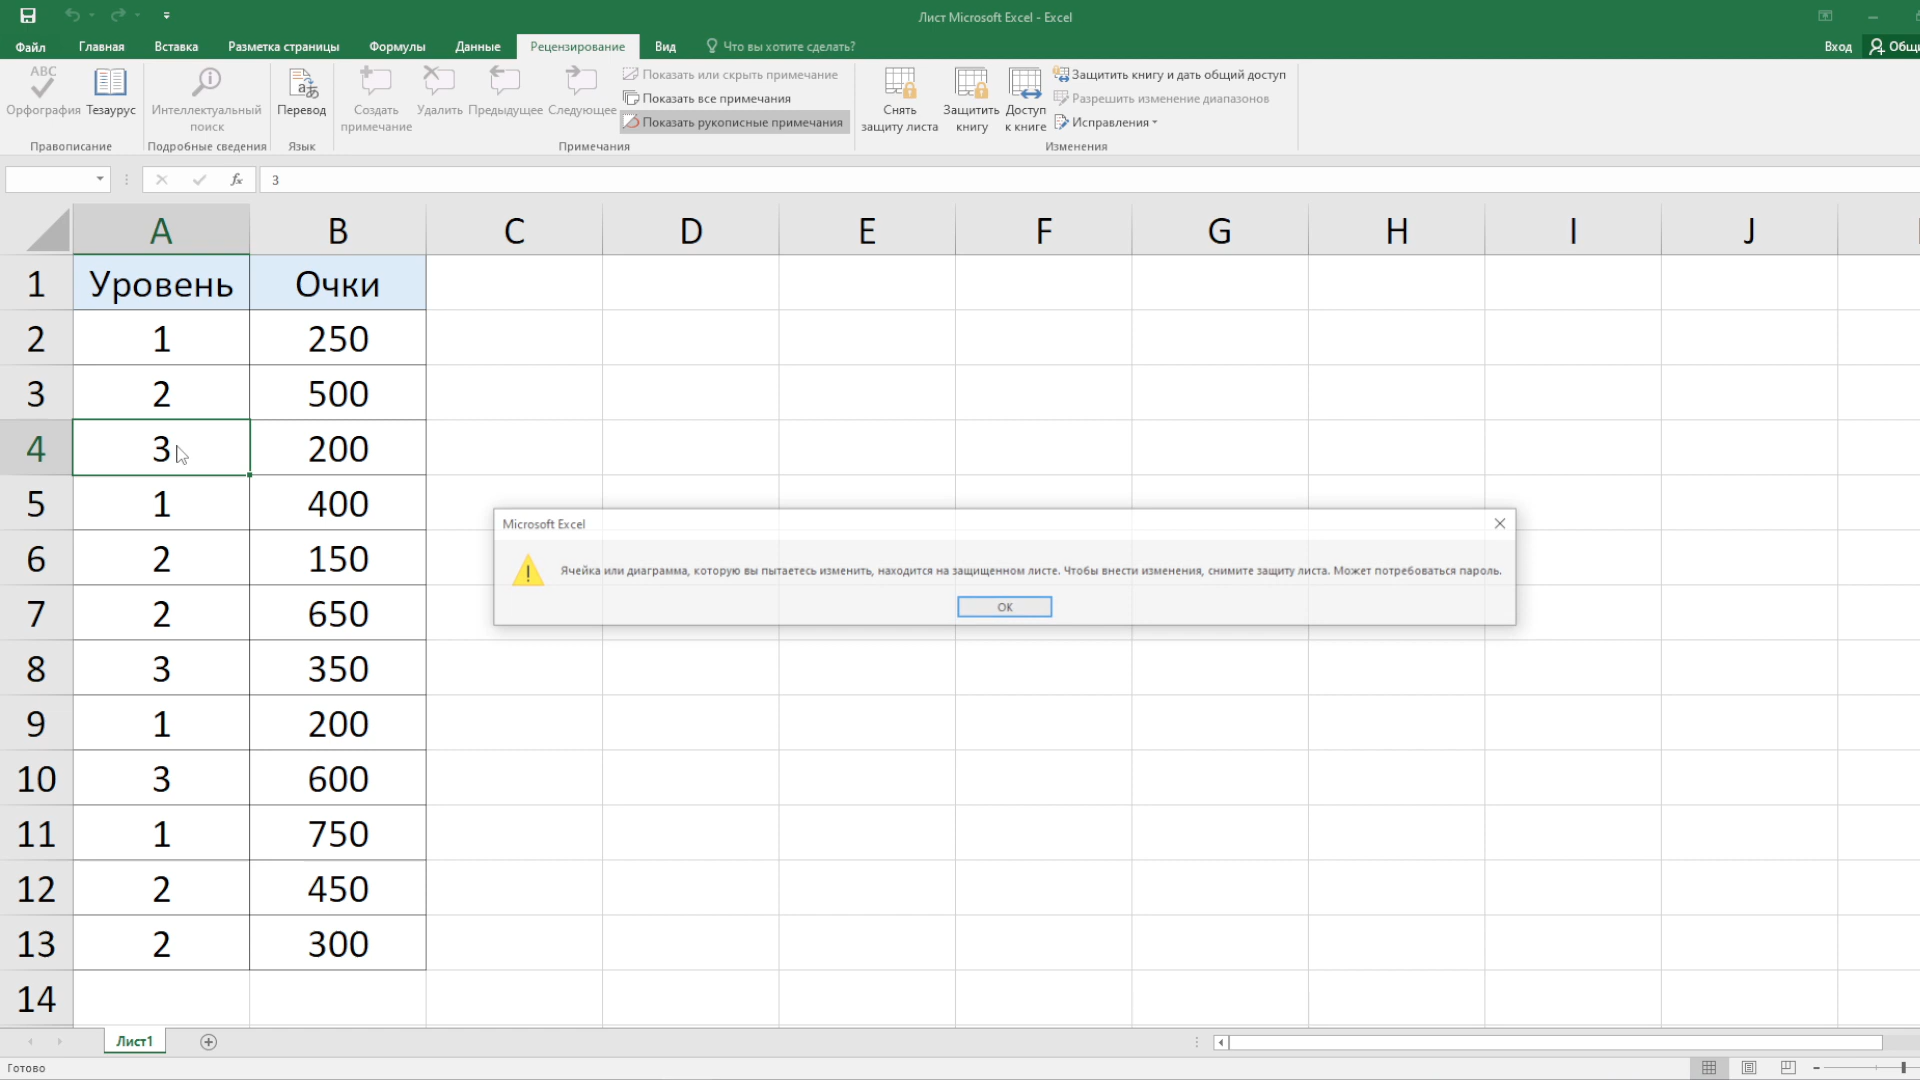 Лист Microsoft Excel - Excel
Файл Главная Вставка Разметка страницы Формулы Данные Рецензирование Вид Что вы хотите сделать? Вход
ABC
Орфография
Тезаурус
Правописание
Интеллектуальный
поиск
Подробные сведения
Перевод
Язык
Создать
примечание
Удалить
Предыдущее
Следующее
Показать или скрыть примечание
Показать все примечания
Показать рукописные примечания
Примечания
Снять
защиту листа
Защитить
книгу
Доступ
к книге
Защитить книгу и дать общий доступ
Разрешить изменение диапазонов
Исправления
Изменения
fx 3
A B C D E F G H I J
1 Уровень Очки
2 1 250
3 2 500
4 3 200
5 1 400
6 2 150
7 2 650
8 3 350
9 1 200
10 3 600
11 1 750
12 2 450
13 2 300
14
Microsoft Excel
Ячейка или диаграмма, которую вы пытаетесь изменить, находится на защищенном листе. Чтобы внести изменения, снимите защиту листа. Может потребоваться пароль.
OK
Лист1
Готово